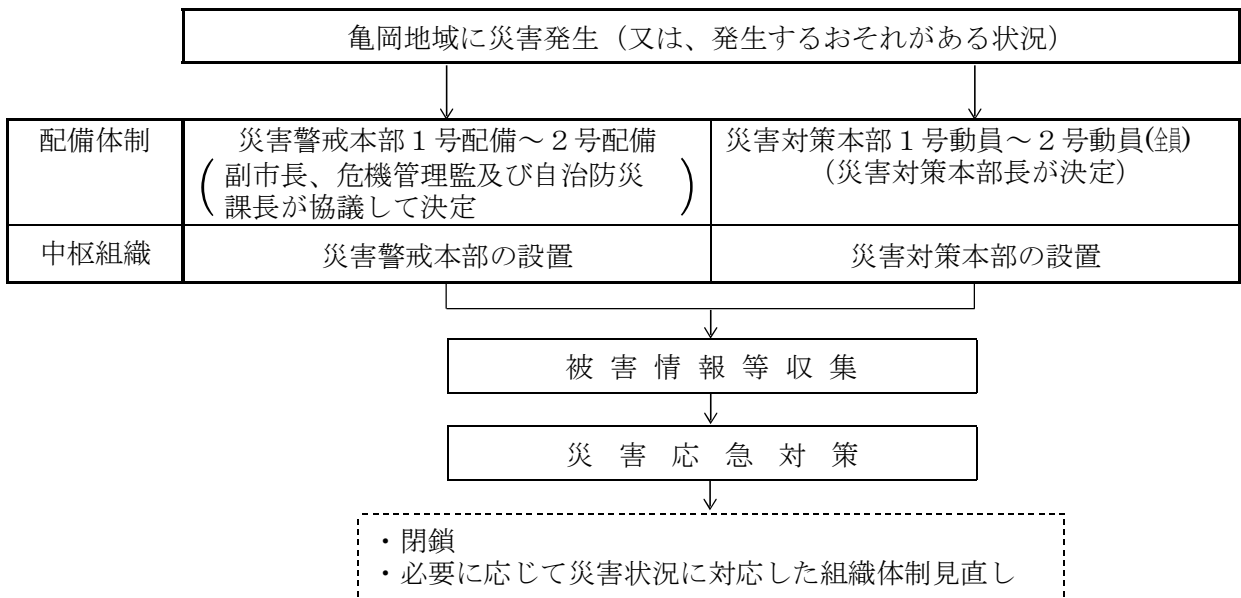 亀岡地域に災害発生（又は、発生するおそれがある状況）
配備体制
災害警戒本部１号配備～２号配備
（副市長、危機管理監及び自治防災
課長が協議して決定）
災害対策本部１号動員～２号動員(全員)
（災害対策本部長が決定）
中枢組織
災害警戒本部の設置
災害対策本部の設置
被害情報等収集
災害応急対策
・閉鎖
・必要に応じて災害状況に対応した組織体制見直し